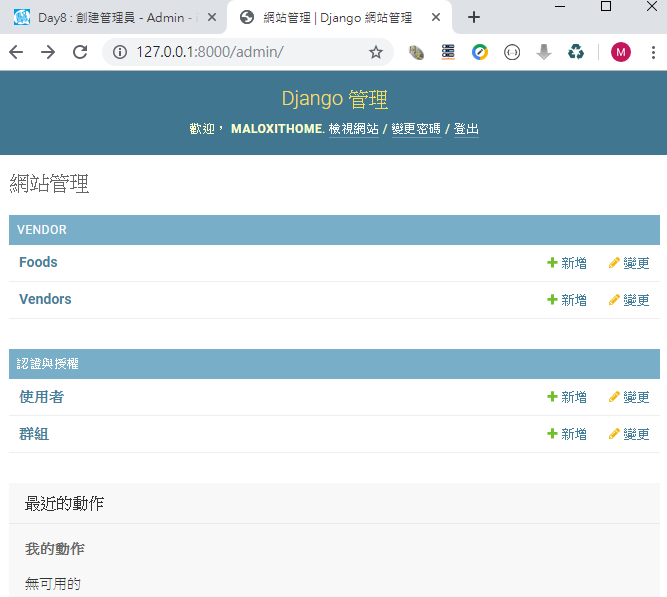 Day8 : 創建管理員 - Admin -
網站管理 | Django 網站管理
127.0.0.1:8000/admin/
M
Django 管理
歡迎， MALOXITHOME. 檢視網站 / 變更密碼 / 登出
網站管理
VENDOR
Foods 新增 變更
Vendors 新增 變更
認證與授權
使用者 新增 變更
群組 新增 變更
最近的動作
我的動作
無可用的